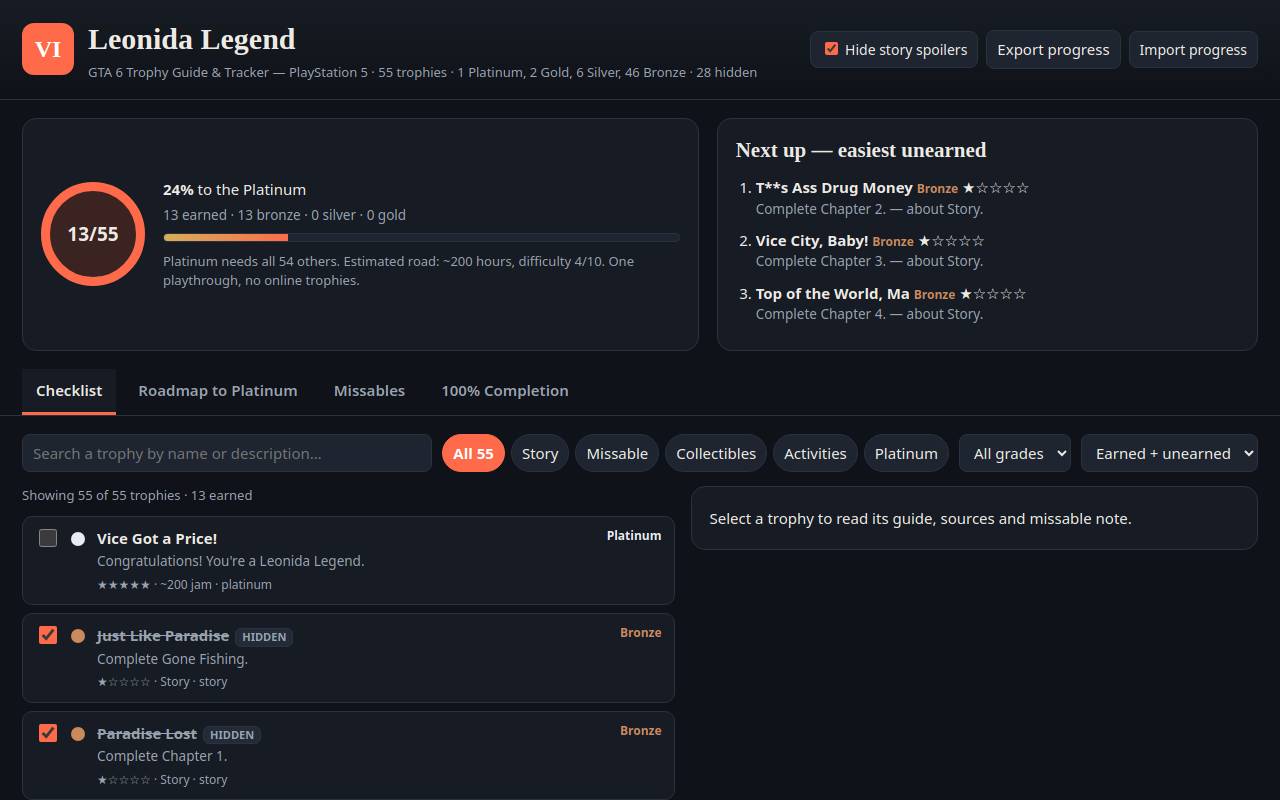 VI
Leonida Legend
GTA 6 Trophy Guide & Tracker — PlayStation 5 · 55 trophies · 1 Platinum, 2 Gold, 6 Silver, 46 Bronze · 28 hidden
Hide story spoilers
Export progress
Import progress
13/55
24% to the Platinum
13 earned · 13 bronze · 0 silver · 0 gold
Platinum needs all 54 others. Estimated road: ~200 hours, difficulty 4/10. One
playthrough, no online trophies.
Next up — easiest unearned
1. T**s Ass Drug Money Bronze ★☆☆☆☆
Complete Chapter 2. — about Story.
2. Vice City, Baby! Bronze ★☆☆☆☆
Complete Chapter 3. — about Story.
3. Top of the World, Ma Bronze ★☆☆☆☆
Complete Chapter 4. — about Story.
Checklist
Roadmap to Platinum
Missables
100% Completion
Search a trophy by name or description...
All 55
Story
Missable
Collectibles
Activities
Platinum
All grades
Earned + unearned
Showing 55 of 55 trophies · 13 earned
Vice Got a Price!
Platinum
Congratulations! You're a Leonida Legend.
★★★★★ · ~200 jam · platinum
Just Like Paradise HIDDEN
Bronze
Complete Gone Fishing.
★☆☆☆☆ · Story · story
Paradise Lost HIDDEN
Bronze
Complete Chapter 1.
★☆☆☆☆ · Story · story
Select a trophy to read its guide, sources and missable note.